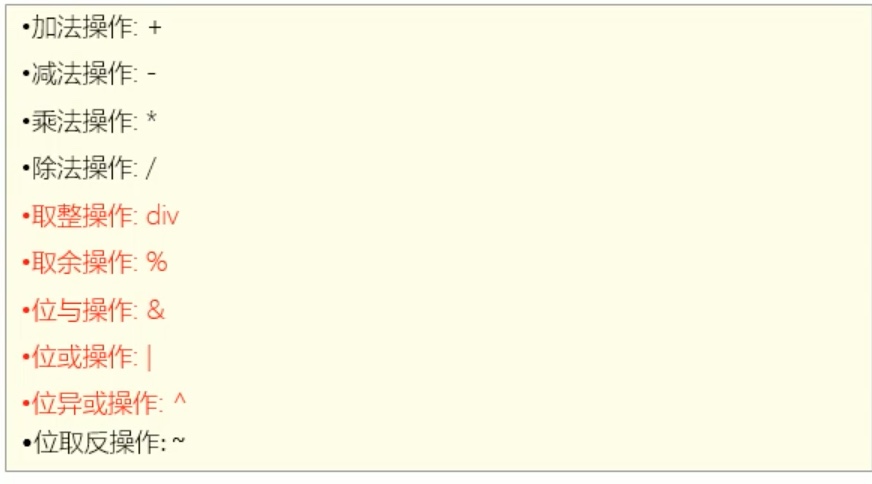 •加法操作: +
•减法操作: -
•乘法操作: *
•除法操作: /
•取整操作: div
•取余操作: %
•位与操作: &
•位或操作: |
•位异或操作: ^
•位取反操作: ~